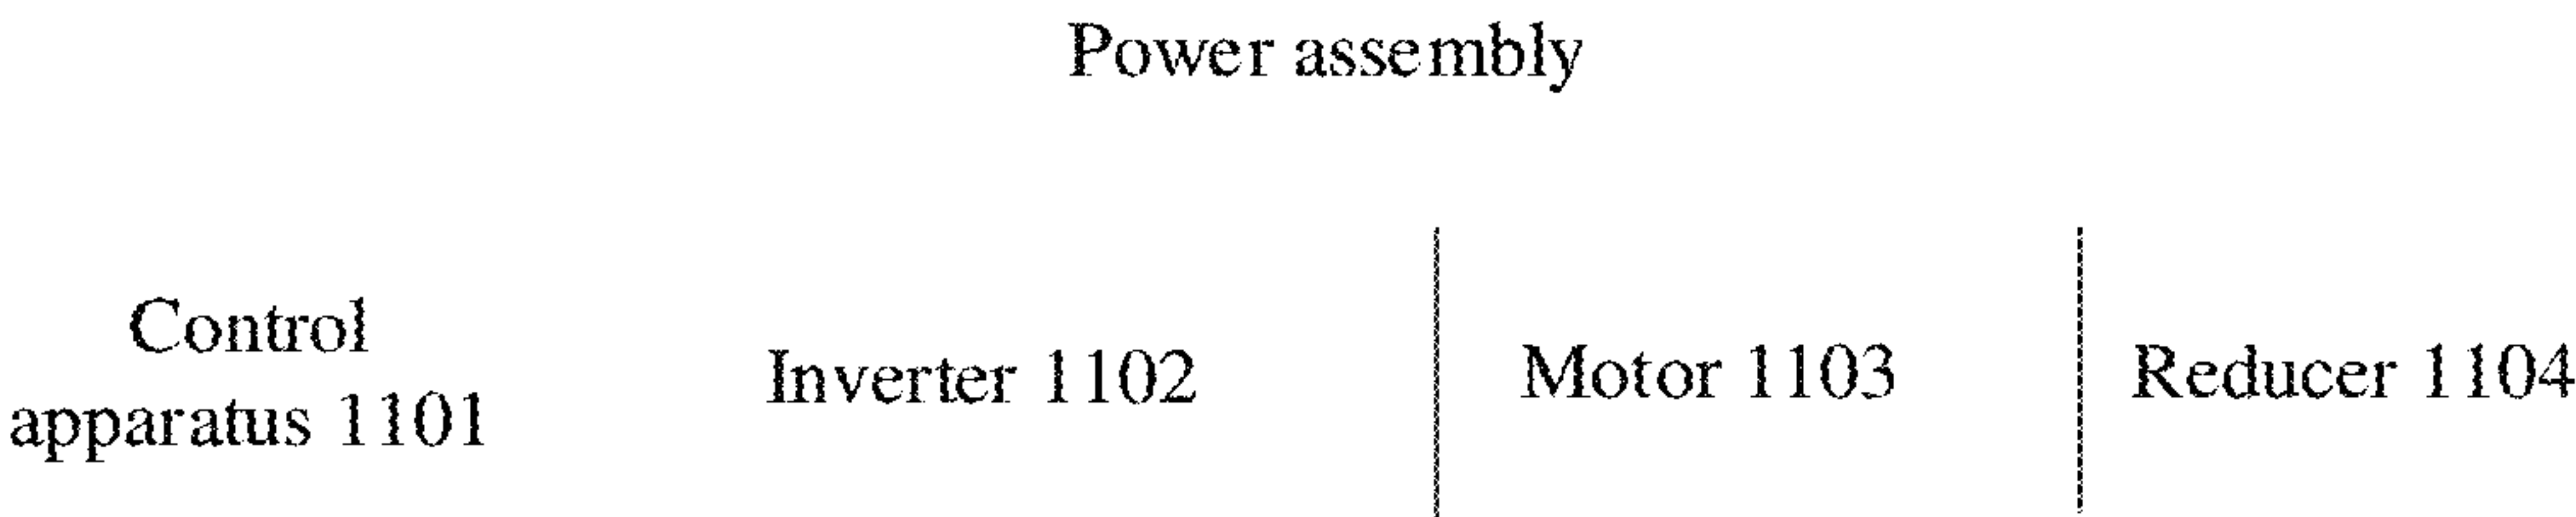 Power assembly
Control
apparatus 1101
Inverter 1102
Motor 1103
Reducer 1104